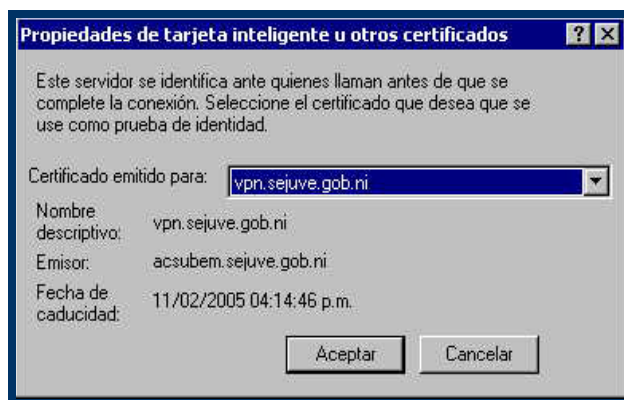 Propiedades de tarjeta inteligente u otros certificados
Este servidor se identifica ante quienes llaman antes de que se
complete la conexión. Seleccione el certificado que desea que se
use como prueba de identidad.
Certificado emitido para: vpn.sejuve.gob.ni
Nombre
descriptivo: vpn.sejuve.gob.ni
Emisor: acsubem.sejuve.gob.ni
Fecha de
caducidad: 11/02/2005 04:14:46 p.m.
Aceptar Cancelar